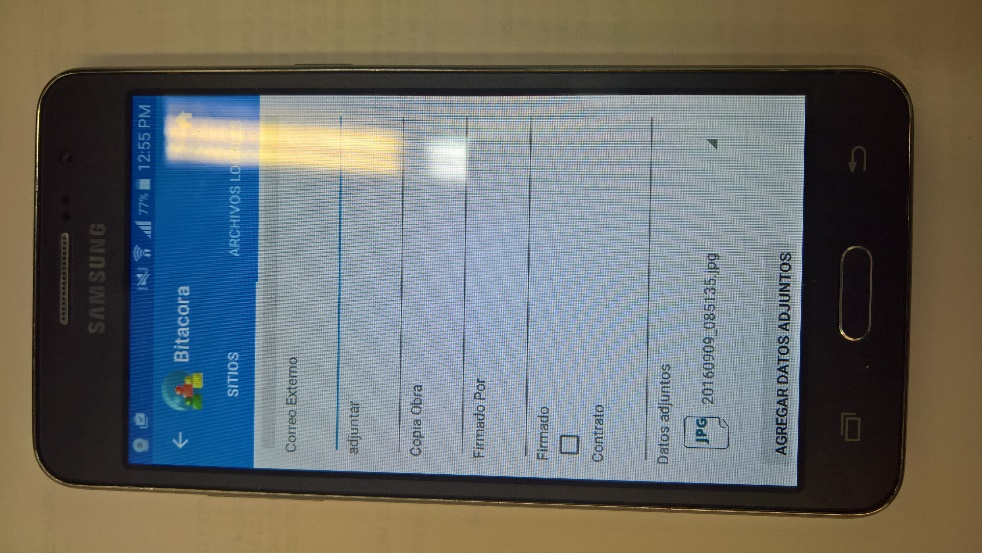 SAMSUNG
77% 12:55 PM
Bitacora
SITIOS
ARCHIVOS
Correo Externo
adjuntar
Copia Obra
Firmado Por
Firmado
Contrato
Datos adjuntos
JPG 20160909_085135.jpg
AGREGAR DATOS ADJUNTOS